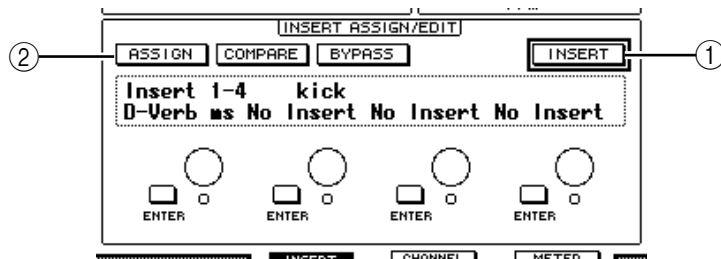 INSERT ASSIGN/EDIT
② ASSIGN COMPARE BYPASS INSERT ①
Insert 1-4 kick
D-Verb ms No Insert No Insert No Insert
ENTER ENTER ENTER ENTER
INSERT CHANNEL METER